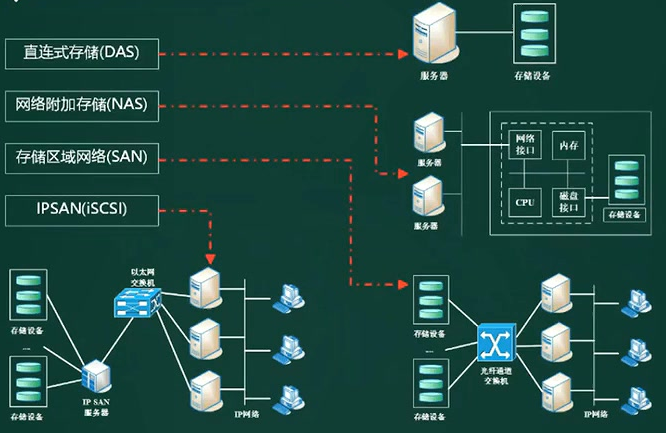 直连式存储(DAS)
服务器
存储设备
网络附加存储(NAS)
服务器
服务器
网络
接口
内存
CPU
磁盘
接口
存储设备
存储区域网络(SAN)
IPSAN(iSCSI)
存储设备
...
存储设备
IP SAN
服务器
以太网
交换机
IP网络
存储设备
...
存储设备
光纤通道
交换机
IP网络